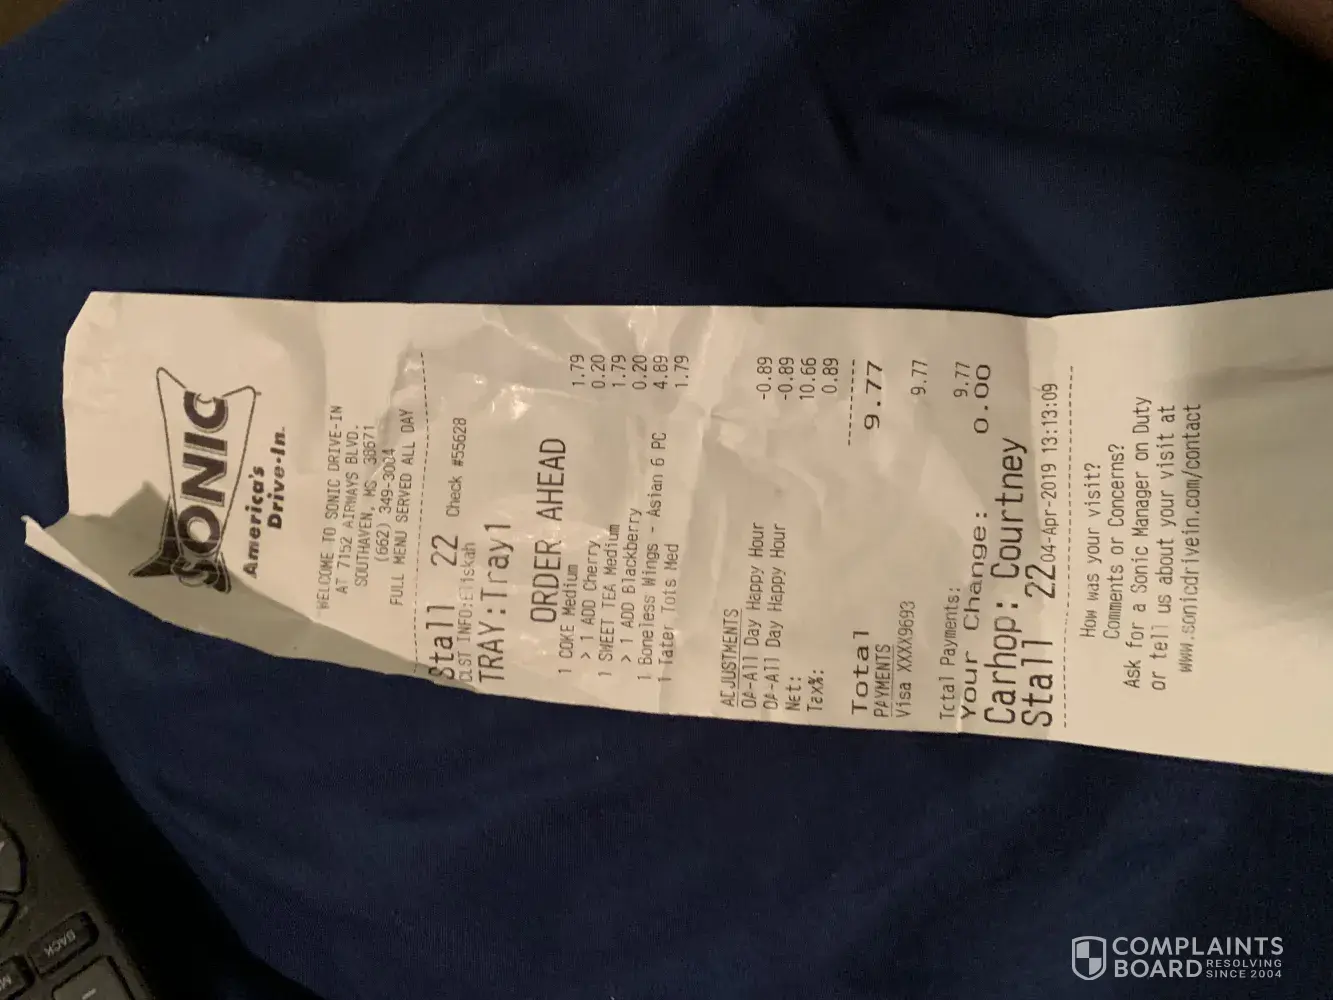 SONIC
America's
Drive-In.
WELCOME TO SONIC DRIVE-IN
AT 7152 AIRWAYS BLVD.
SOUTHAVEN, MS 38671
(662) 349-3004
FULL MENU SERVED ALL DAY
Stall 22 Check #55628
CUST INFO:Eliskah
TRAY:Tray1
ORDER AHEAD
1 COKE Medium 1.79
> 1 ADD Cherry 0.20
1 SWEET TEA Medium 1.79
> 1 ADD Blackberry 0.20
1 Boneless Wings - Asian 6 PC 4.89
1 Tater Tots Med 1.79
ADJUSTMENTS
OA-All Day Happy Hour -0.89
OA-All Day Happy Hour -0.89
Net: 10.66
Tax%: 0.89
Total 9.77
PAYMENTS
Visa XXXX9693 9.77
Total Payments: 9.77
Your Change: 0.00
Carhop: Courtney
Stall 22 04-Apr-2019 13:13:09
How was your visit?
Comments or Concerns?
Ask for a Sonic Manager on Duty
or tell us about your visit at
www.sonicdrivein.com/contact
BACK
COMPLAINTS
BOARD RESOLVING
SINCE 2004